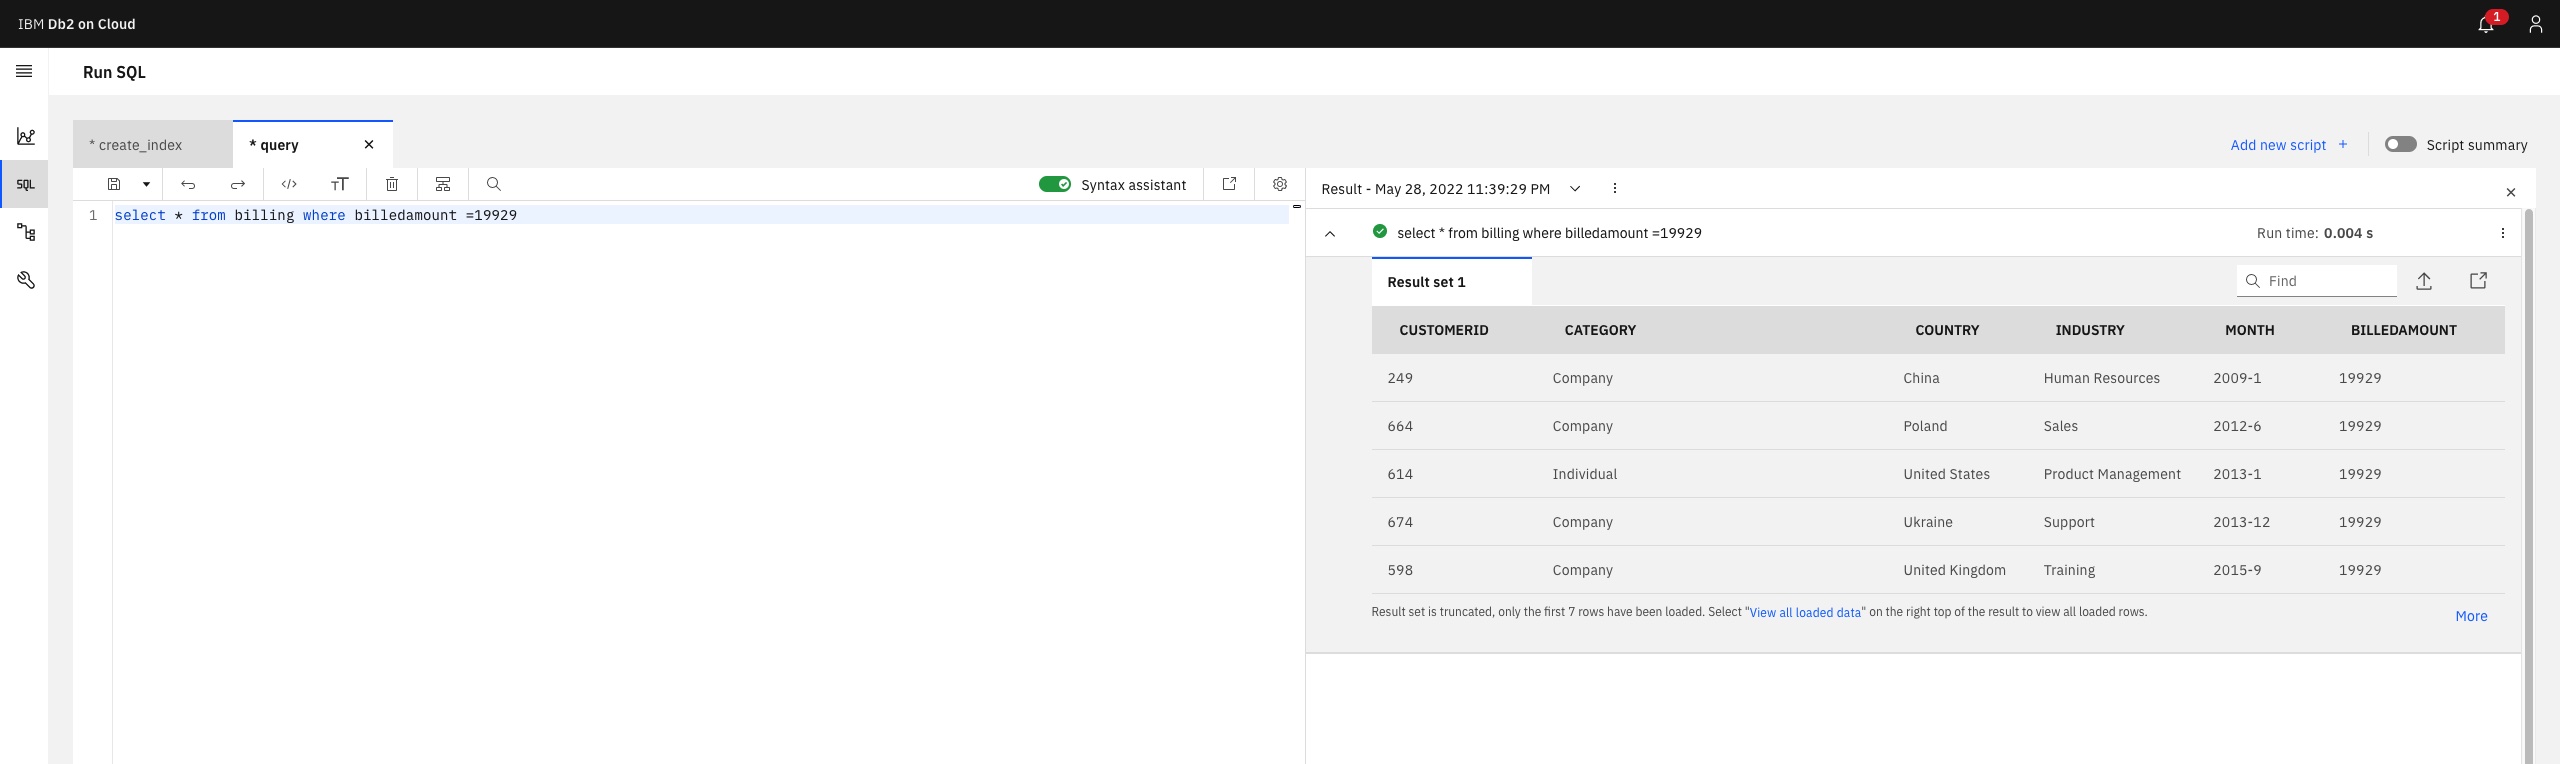 IBM Db2 on Cloud
1
Run SQL
* create_index
* query
Add new script +
Script summary
SQL
Syntax assistant
Result - May 28, 2022 11:39:29 PM
1 select * from billing where billedamount =19929
select * from billing where billedamount =19929
Run time: 0.004 s
Result set 1
Find
CUSTOMERID CATEGORY COUNTRY INDUSTRY MONTH BILLEDAMOUNT
249 Company China Human Resources 2009-1 19929
664 Company Poland Sales 2012-6 19929
614 Individual United States Product Management 2013-1 19929
674 Company Ukraine Support 2013-12 19929
598 Company United Kingdom Training 2015-9 19929
Result set is truncated, only the first 7 rows have been loaded. Select "View all loaded data" on the right top of the result to view all loaded rows.
More